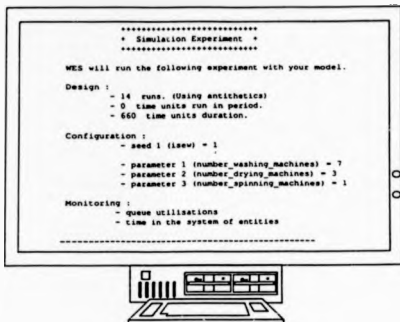 ****************************
* Simulation Experiment *
****************************
WES will run the following experiment with your model.
Design :
- 14 runs. (Using antithetics)
- 0 time units run in period.
- 660 time units duration.
Configuration :
- seed 1 (isew) = 1
- parameter 1 (number_washing_machines) = 7
- parameter 2 (number_drying_machines) = 3
- parameter 3 (number_spinning_machines) = 1
Monitoring :
- queue utilisations
- time in the system of entities